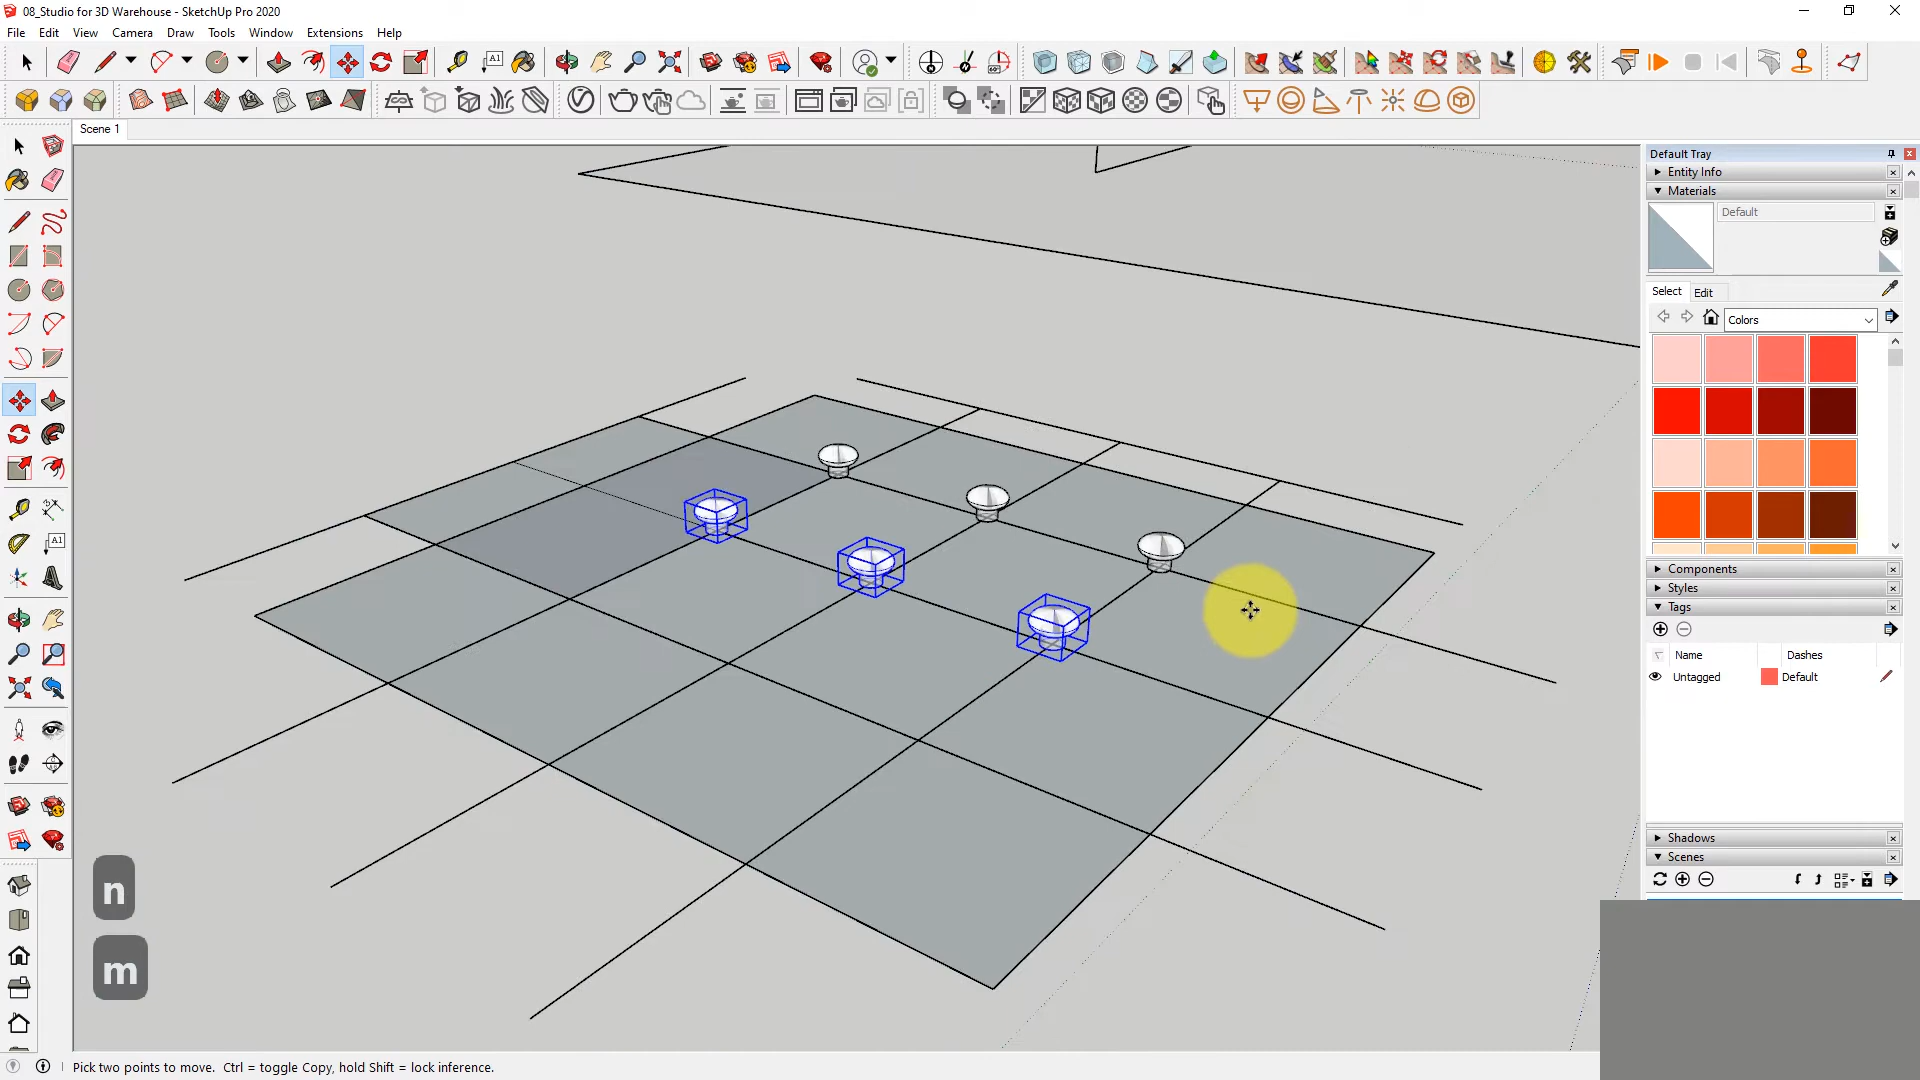 08_Studio for 3D Warehouse - SketchUp Pro 2020
File Edit View Camera Draw Tools Window Extensions Help
Scene 1
Default Tray
Entity Info
Materials
Default
Select Edit
Colors
Components
Styles
Tags
Name Dashes
Untagged Default
Shadows
Scenes
n
m
Pick two points to move. Ctrl = toggle Copy, hold Shift = lock inference.